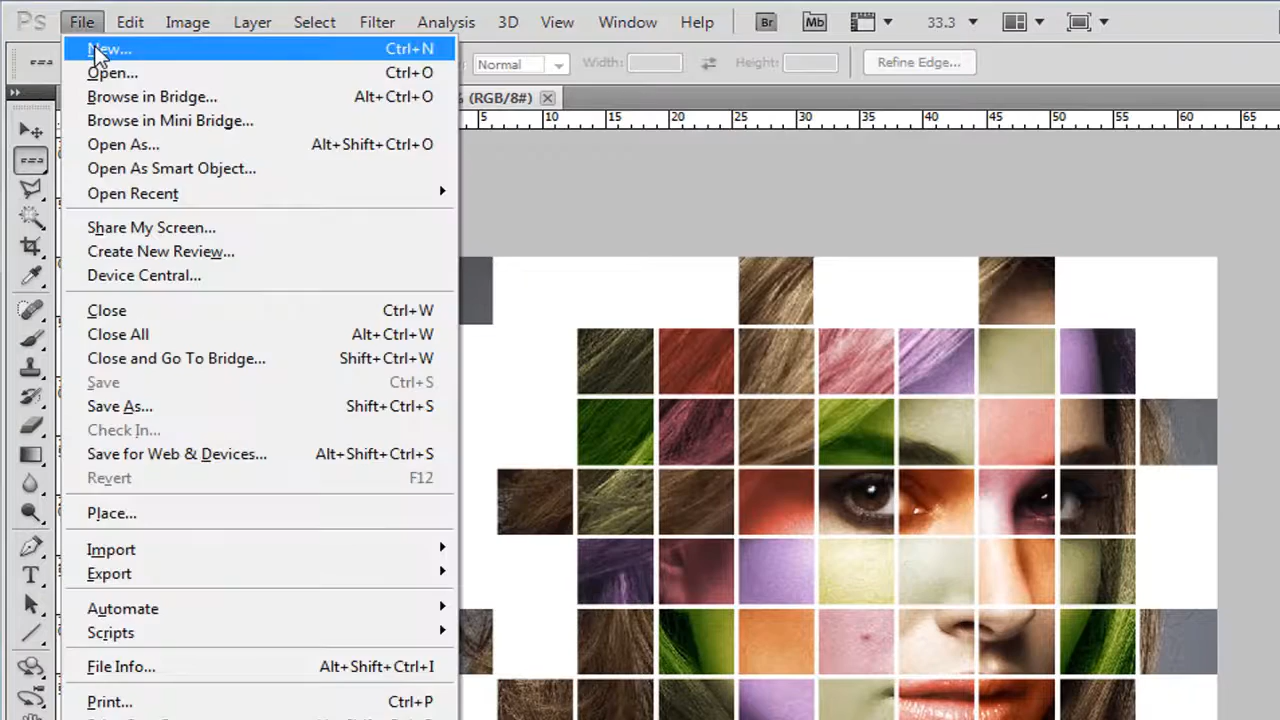 Ps File Edit Image Layer Select Filter Analysis 3D View Window Help Br Mb 33.3
Normal Width: Height: Refine Edge...
% (RGB/8#)
5 10 15 20 25 30 35 40 45 50 55 60 65
New... Ctrl+N
Open... Ctrl+O
Browse in Bridge... Alt+Ctrl+O
Browse in Mini Bridge...
Open As... Alt+Shift+Ctrl+O
Open As Smart Object...
Open Recent
Share My Screen...
Create New Review...
Device Central...
Close Ctrl+W
Close All Alt+Ctrl+W
Close and Go To Bridge... Shift+Ctrl+W
Save Ctrl+S
Save As... Shift+Ctrl+S
Check In...
Save for Web & Devices... Alt+Shift+Ctrl+S
Revert F12
Place...
Import
Export
Automate
Scripts
File Info... Alt+Shift+Ctrl+I
Print... Ctrl+P